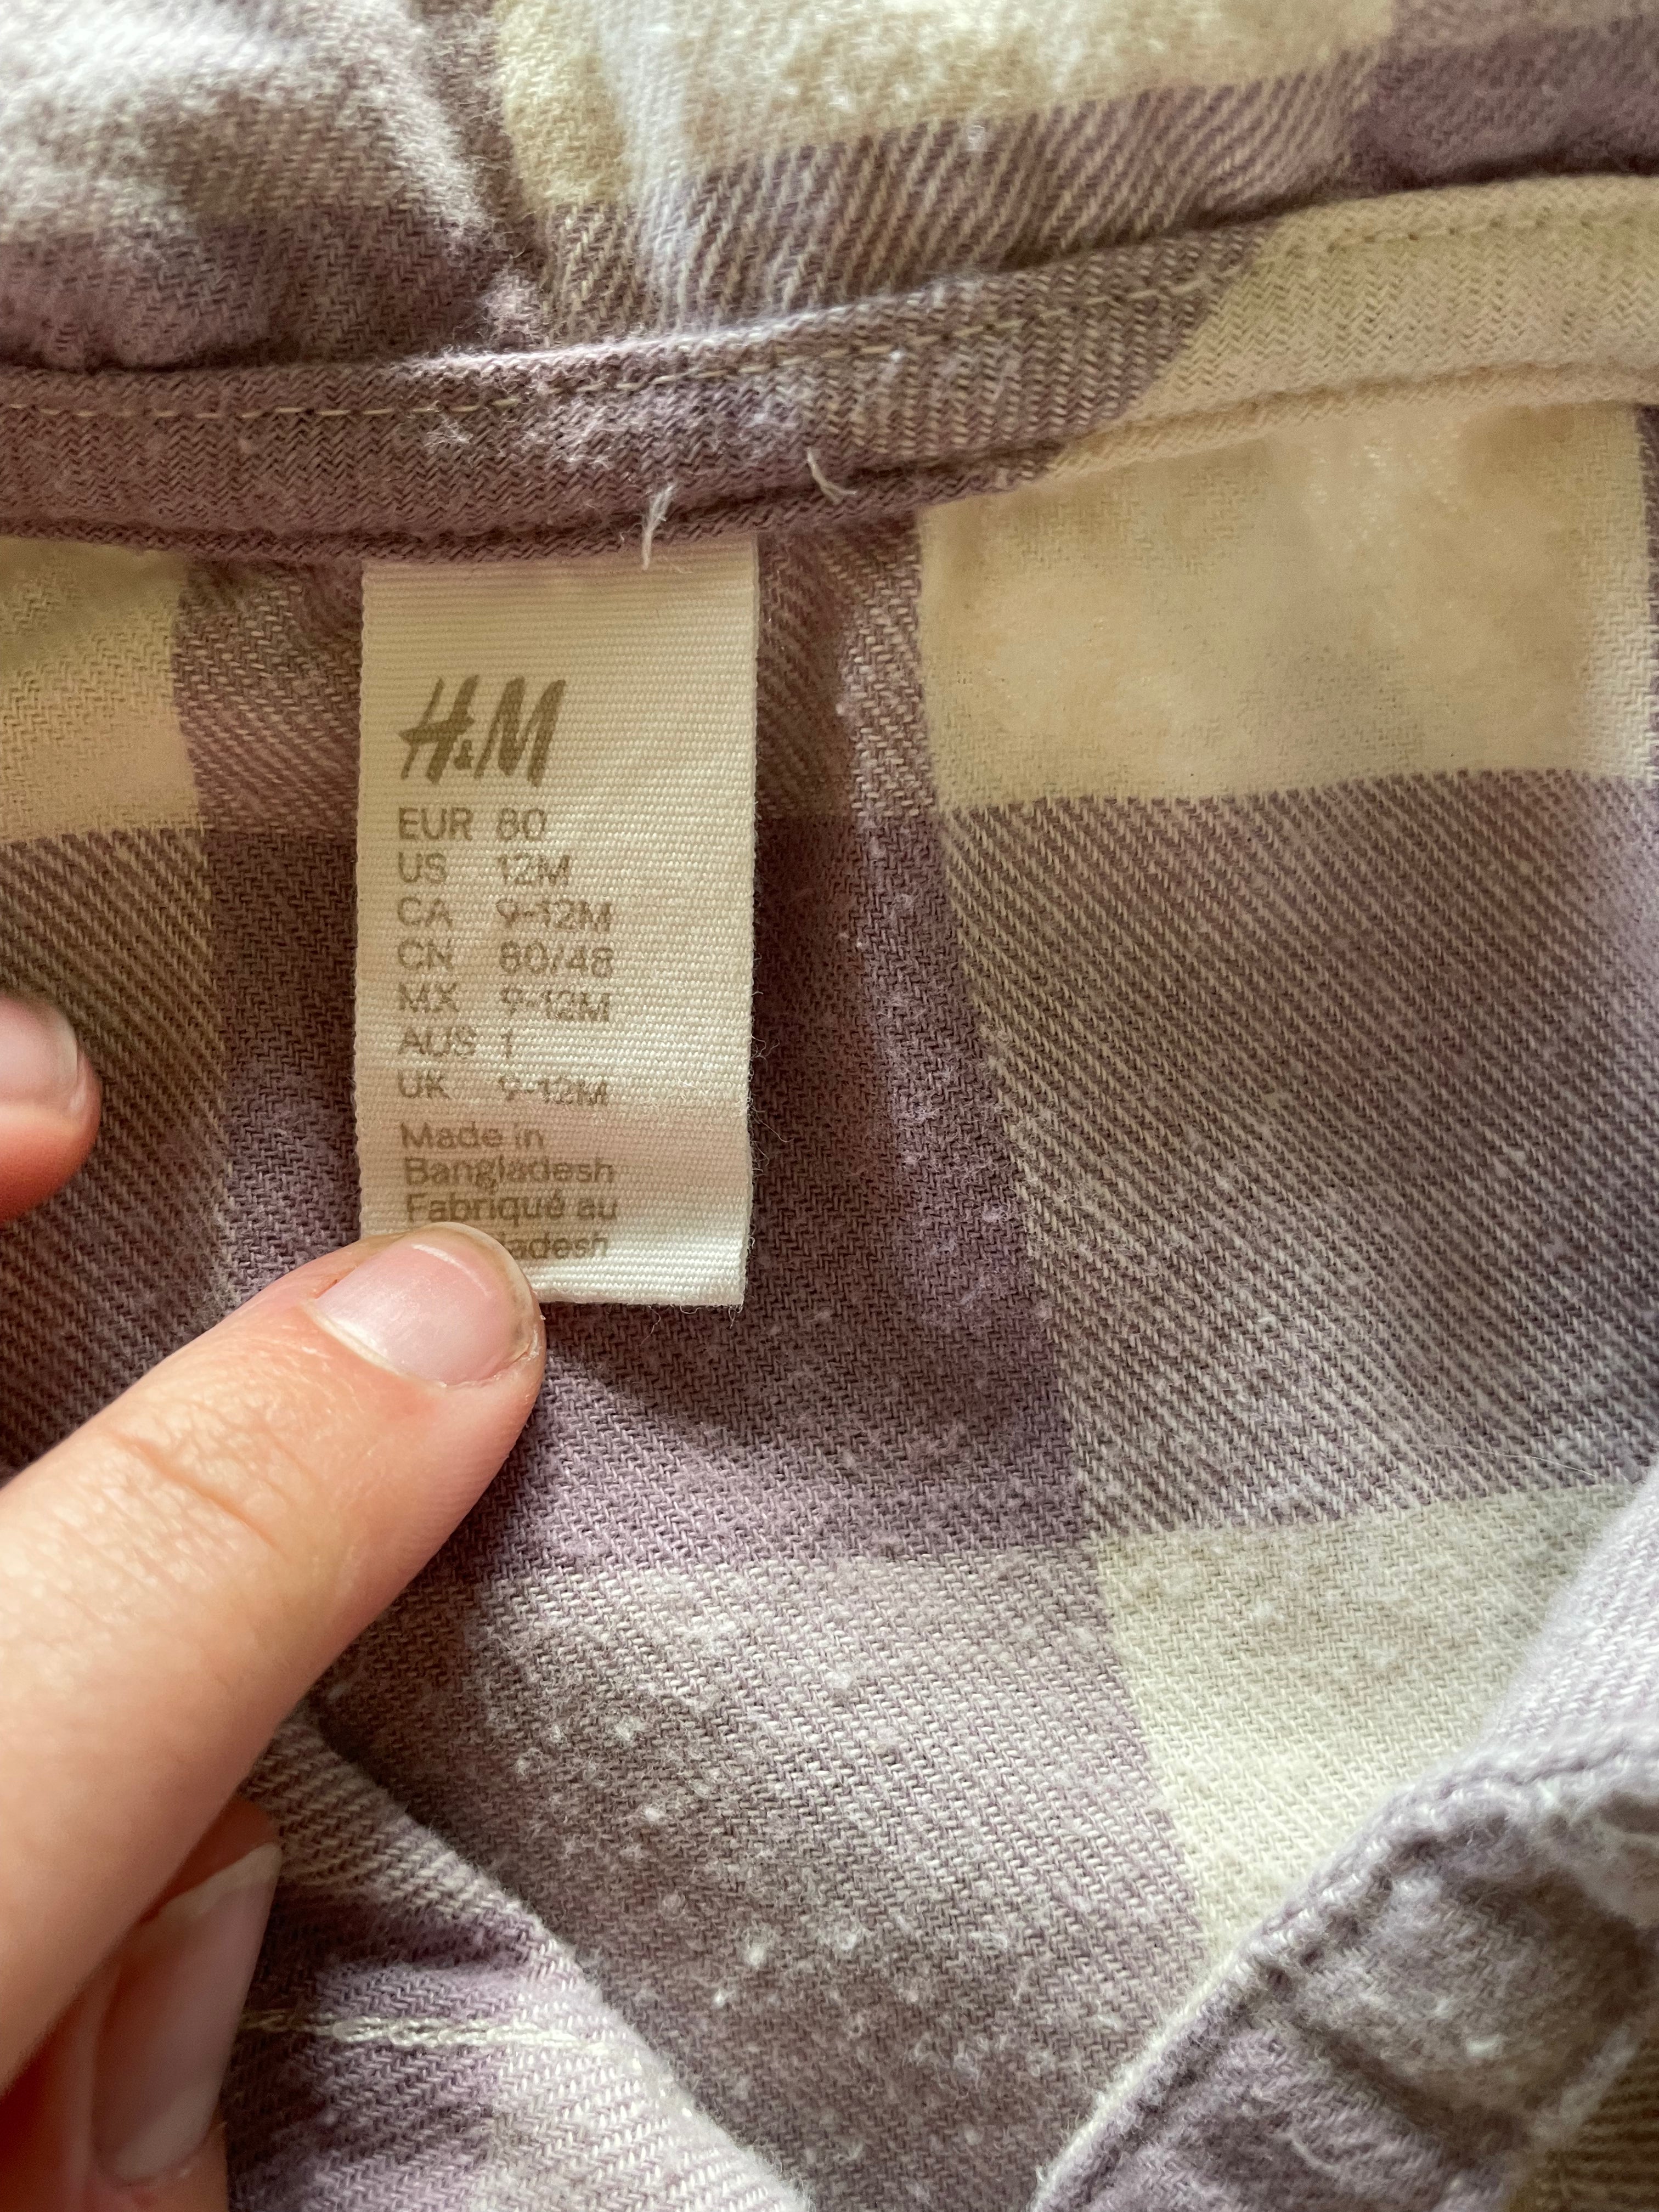 H&M
EUR 80
US 12M
CA 9-12M
CN 80/48
MX 9-12M
AUS 1
UK 9-12M
Made in
Bangladesh
Fabriqué au
adesh